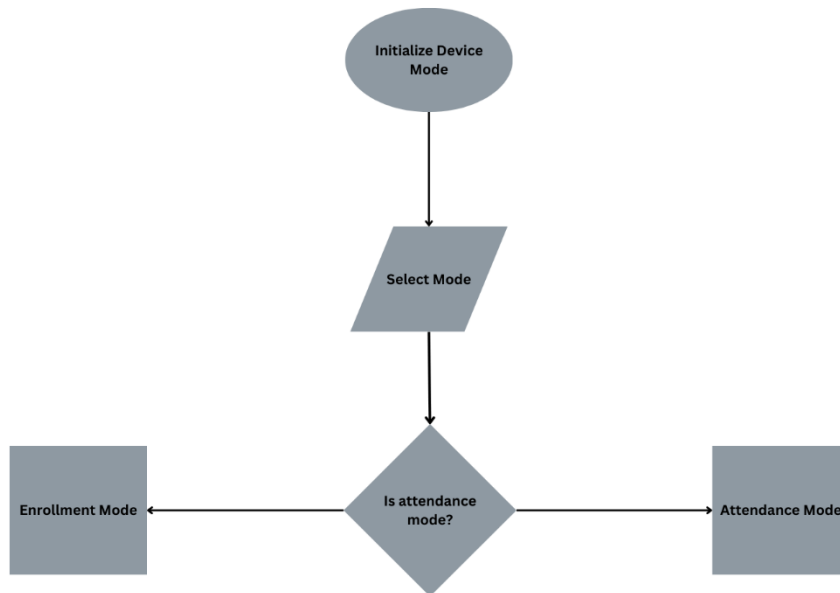 Initialize Device
Mode
Select Mode
Is attendance
mode?
Enrollment Mode
Attendance Mode